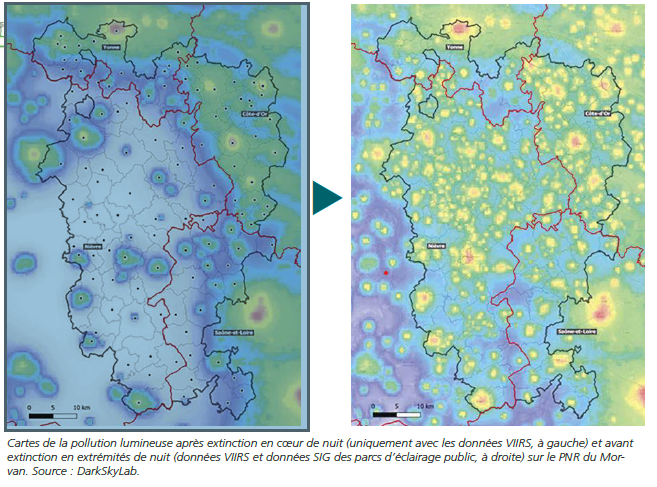 Yonne
Côte-d'Or
Nièvre
Saône-et-Loire
0 5 10 km
Yonne
Côte-d'Or
Nièvre
Saône-et-Loire
0 5 10 km
Cartes de la pollution lumineuse après extinction en cœur de nuit (uniquement avec les données VIIRS, à gauche) et avant
extinction en extrémités de nuit (données VIIRS et données SIG des parcs d'éclairage public, à droite) sur le PNR du Mor-
van. Source : DarkSkyLab.